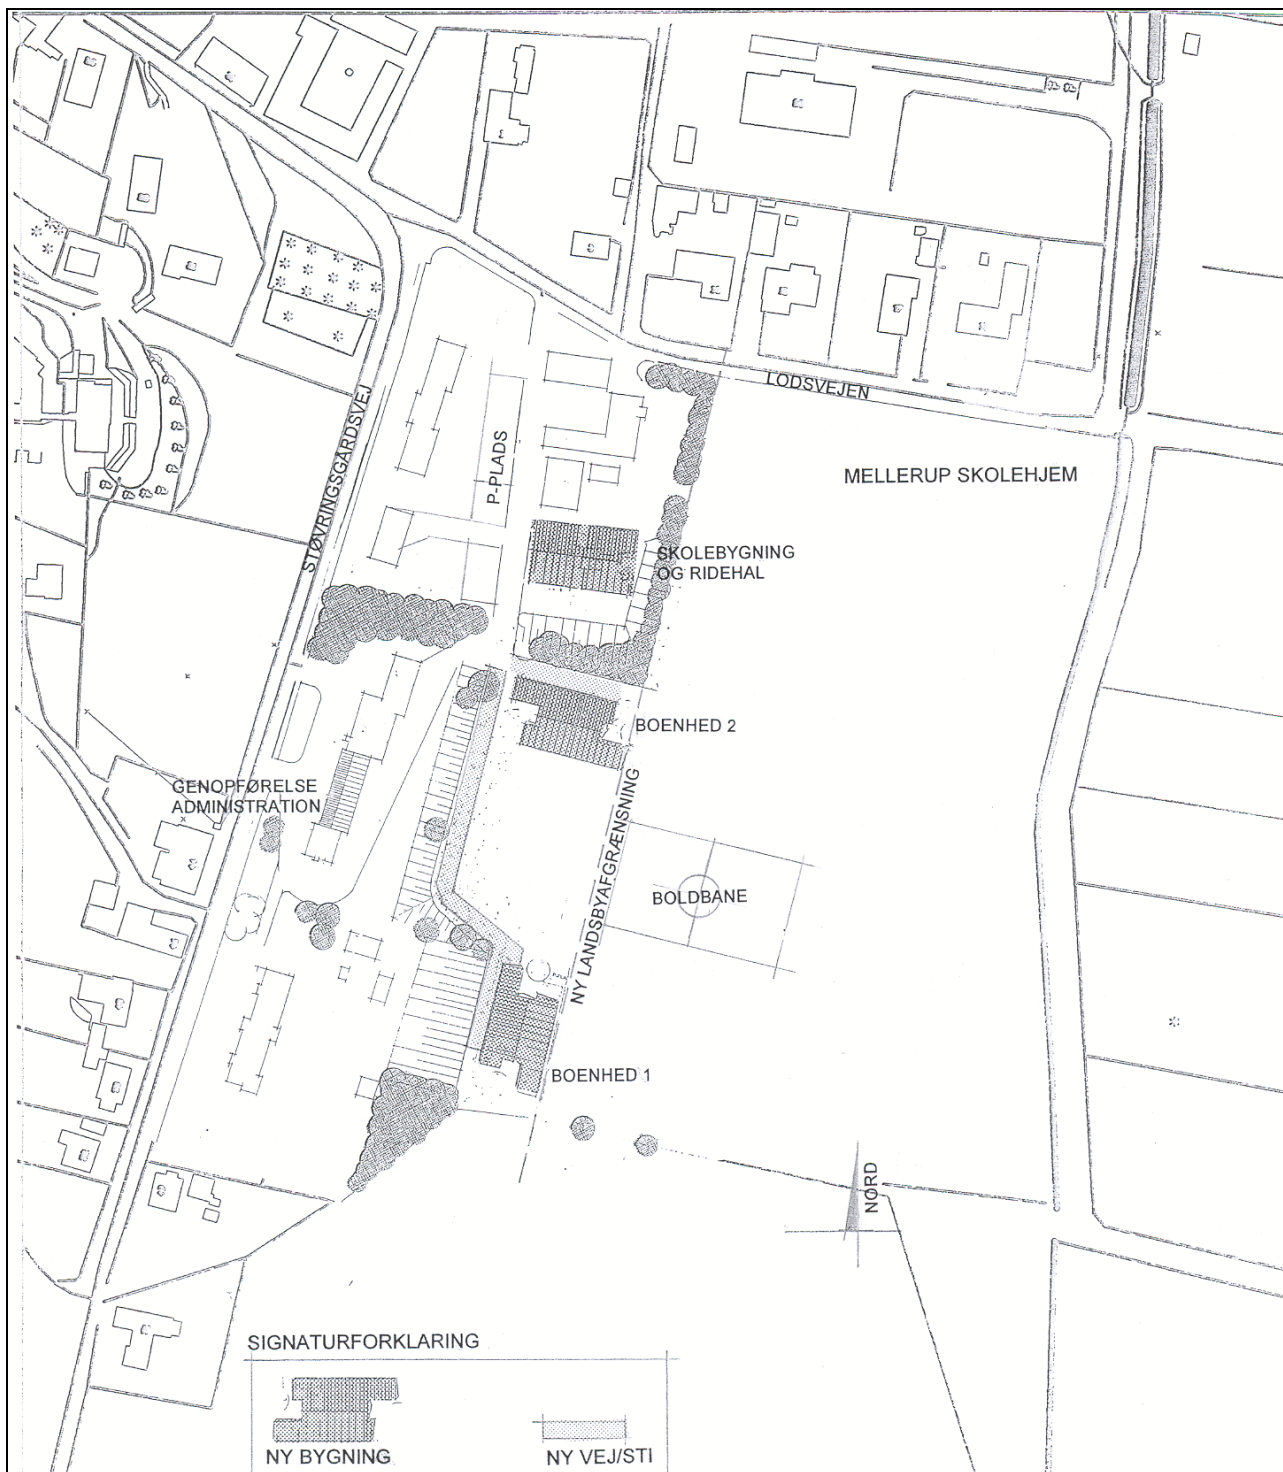 LODSVEJEN
STØVRINGSGÅRDSVEJ
P-PLADS
MELLERUP SKOLEHJEM
SKOLEBYGNING
OG RIDEHAL
BOENHED 2
GENOPFØRELSE
ADMINISTRATION
NY LANDSBYAFGRÆNSNING
BOLDBANE
BOENHED 1
NORD
SIGNATURFORKLARING
NY BYGNING
NY VEJ/STI